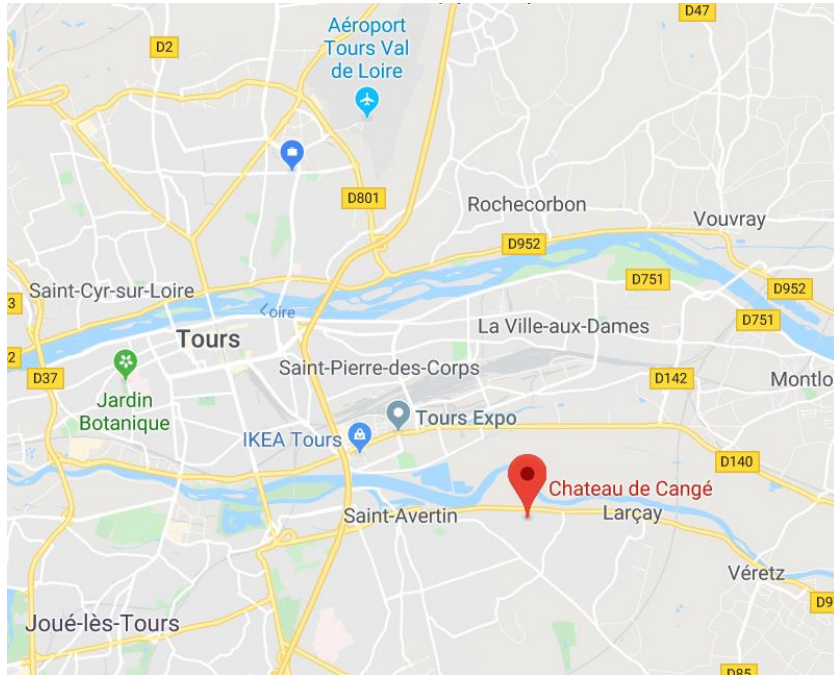 D47
Aéroport
Tours Val
de Loire
D2
D801
Rochecorbon
Vouvray
D952
D751
D952
Saint-Cyr-sur-Loire
Loire
D751
La Ville-aux-Dames
Tours
Saint-Pierre-des-Corps
D37
D142
Montlo
Jardin
Botanique
Tours Expo
IKEA Tours
D140
Chateau de Cangé
Saint-Avertin
Larçay
Véretz
Joué-lès-Tours
D85